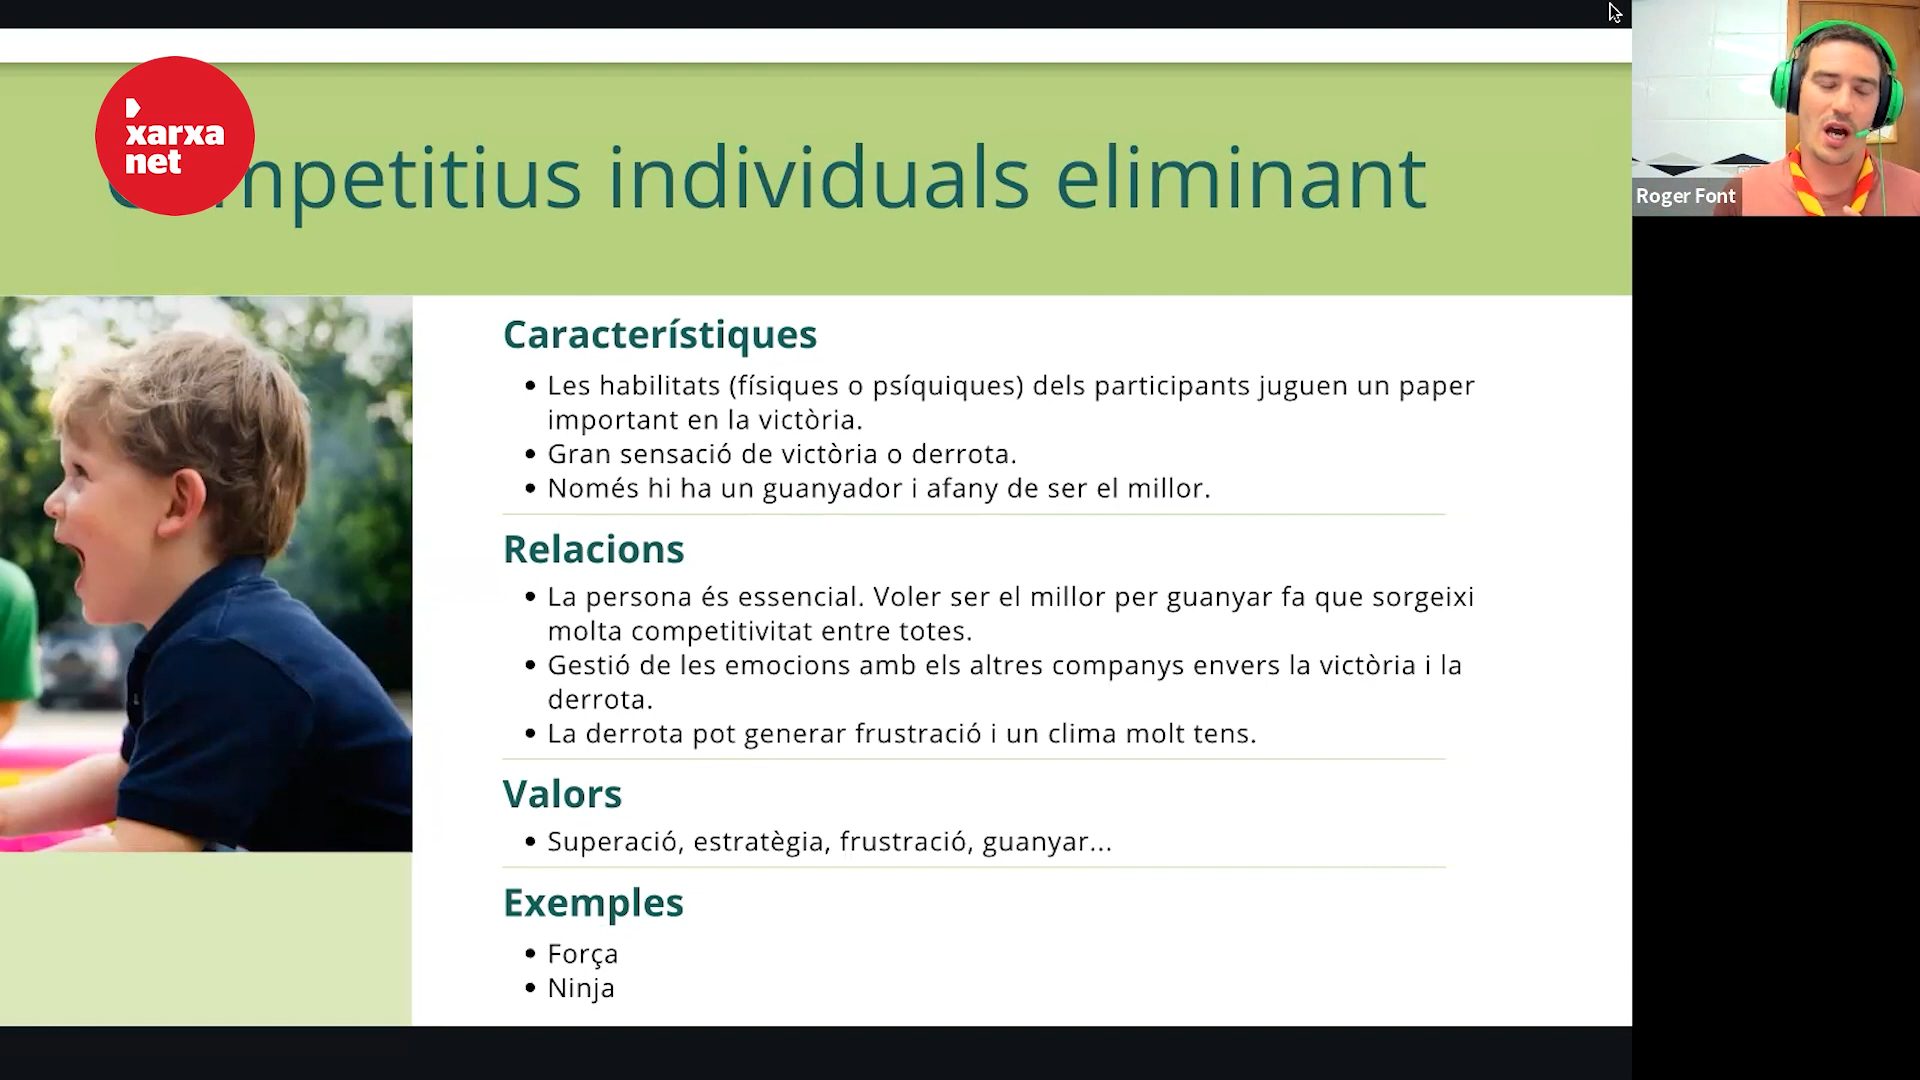 xarxa
net
mpetitius individuals eliminant
Roger Font
Característiques
• Les habilitats (físiques o psíquiques) dels participants juguen un paper
important en la victòria.
• Gran sensació de victòria o derrota.
• Només hi ha un guanyador i afany de ser el millor.
Relacions
• La persona és essencial. Voler ser el millor per guanyar fa que sorgeixi
molta competitivitat entre totes.
• Gestió de les emocions amb els altres companys envers la victòria i la
derrota.
• La derrota pot generar frustració i un clima molt tens.
Valors
• Superació, estratègia, frustració, guanyar...
Exemples
• Força
• Ninja